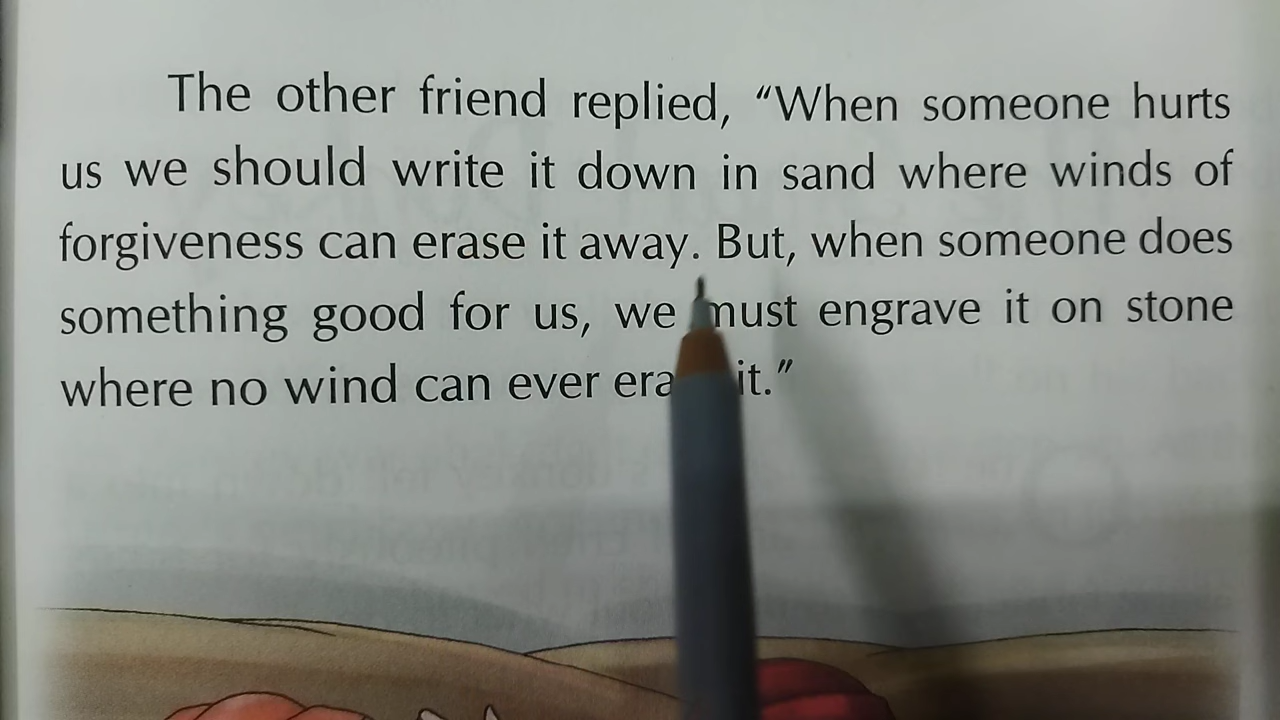 The other friend replied, “When someone hurts
us we should write it down in sand where winds of
forgiveness can erase it away. But, when someone does
something good for us, we must engrave it on stone
where no wind can ever era it.”